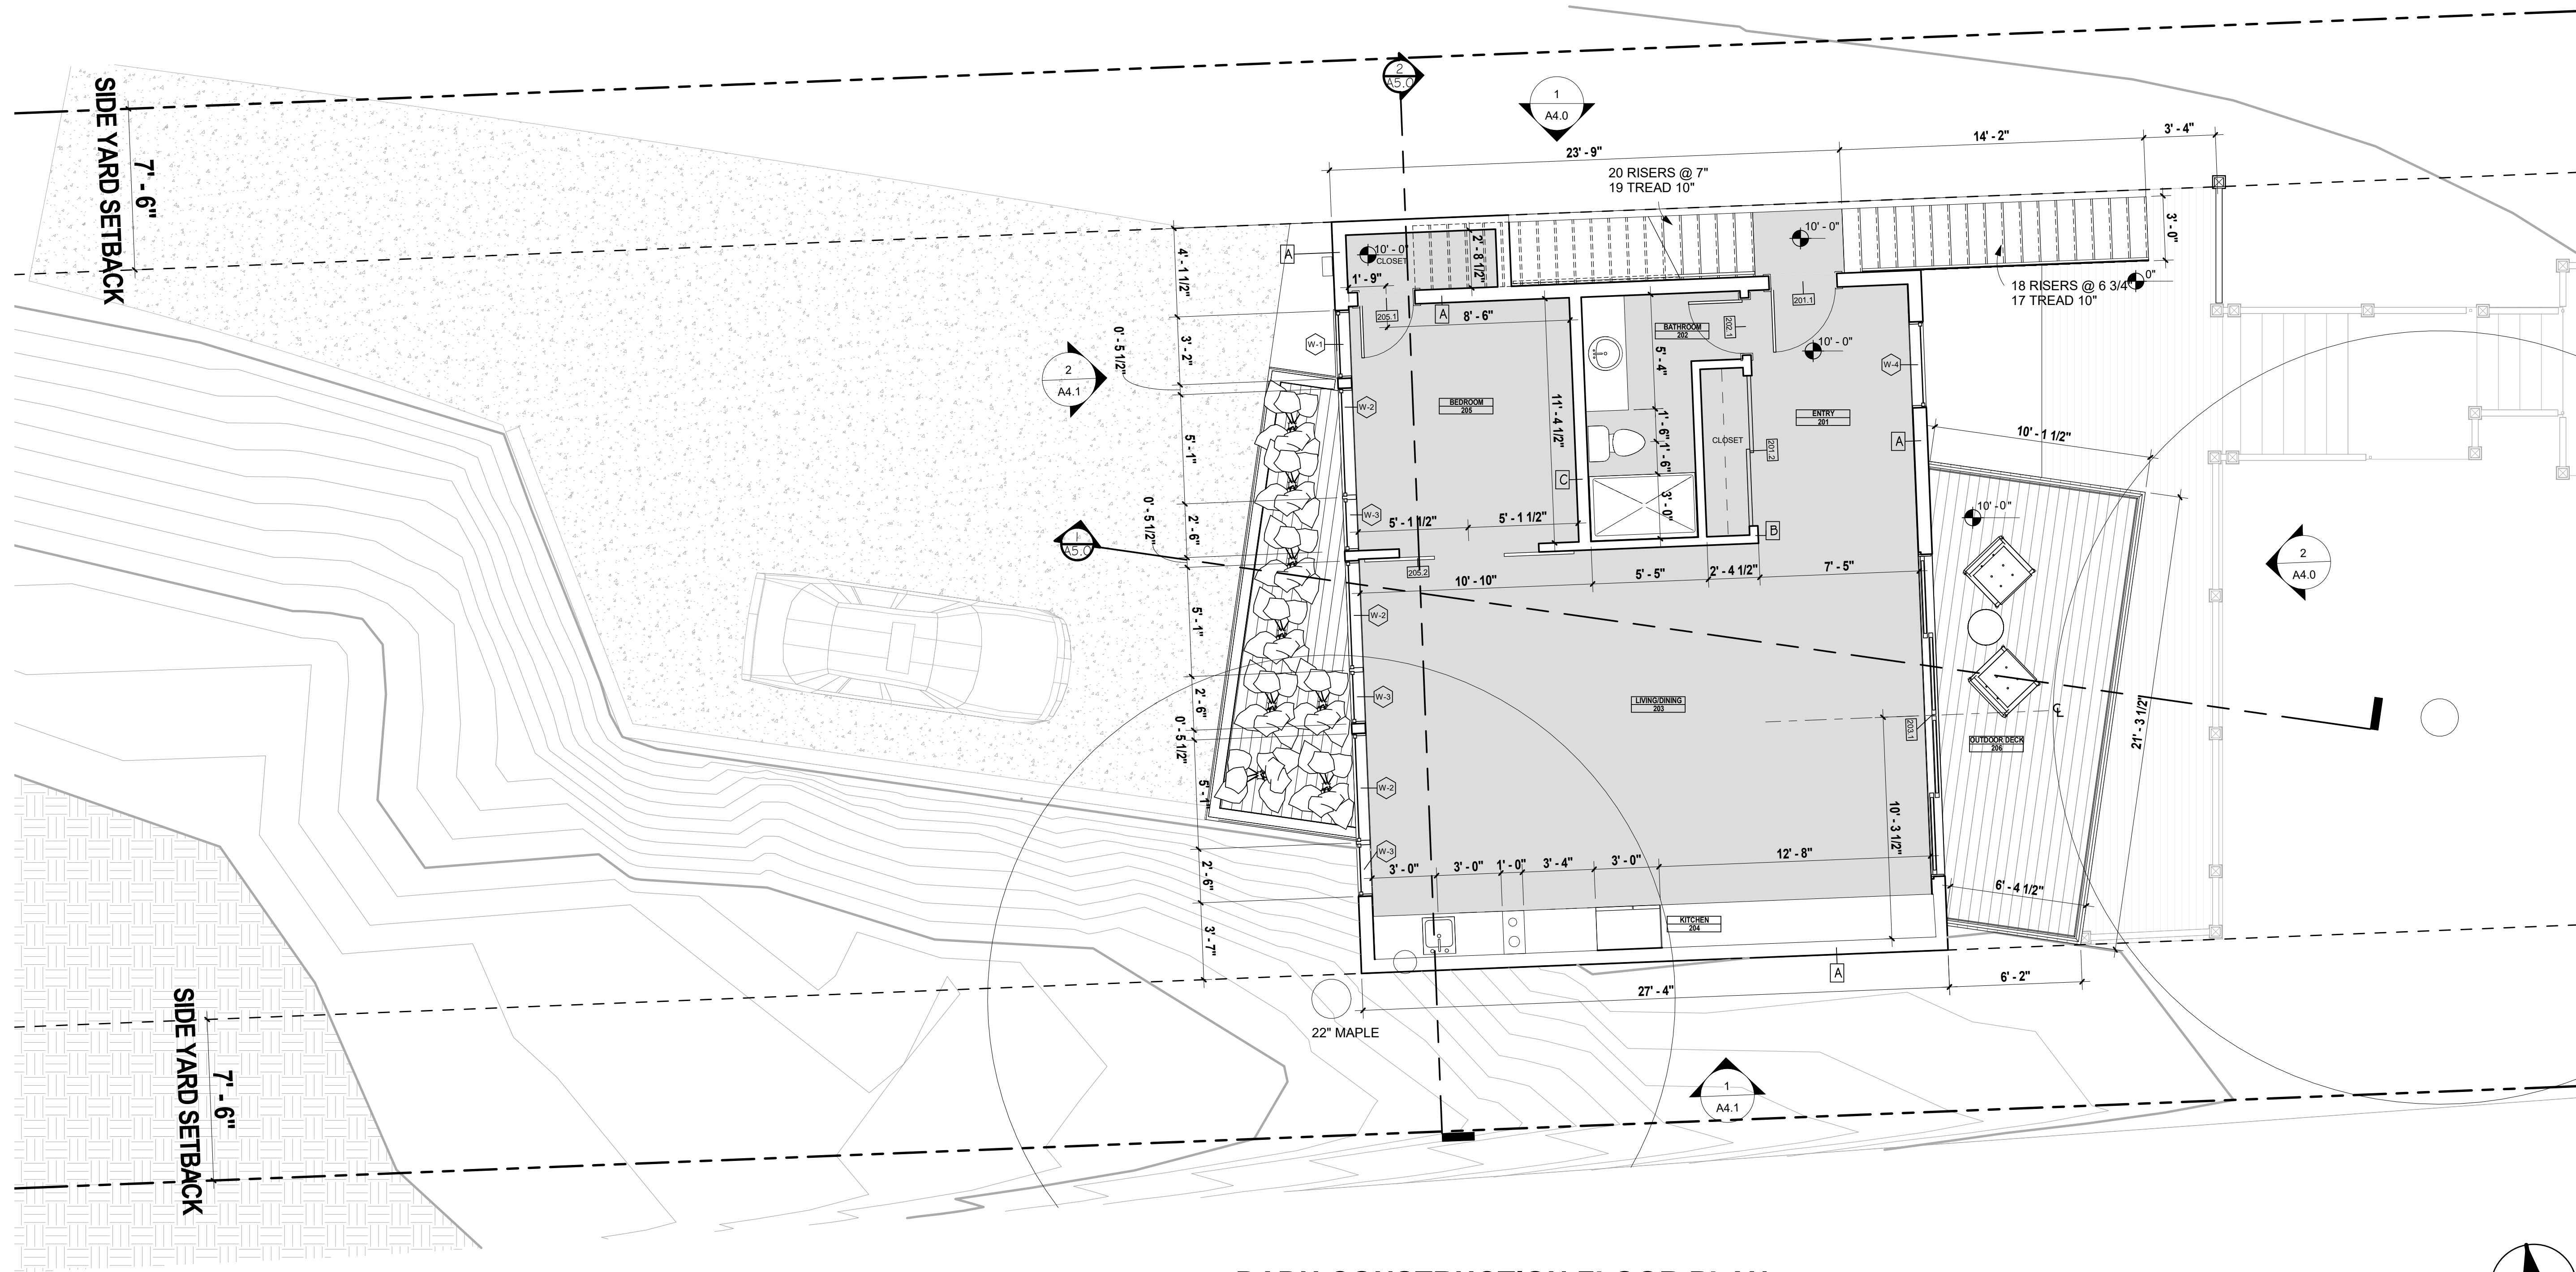 SIDE YARD SETBACK
7' - 6"
2
A5.0
1
A4.0
23' - 9"
14' - 2"
3' - 4"
20 RISERS @ 7"
19 TREAD 10"
3' - 0"
18 RISERS @ 6 3/4"
17 TREAD 10"
0"
10' - 0"
CLOSET
2' - 8 1/2"
1' - 9"
10' - 0"
A
4' - 1 1/2"
205.1
A
8' - 6"
201.1
202.1
BATHROOM
202
10' - 0"
W-1
3' - 2"
0' - 5 1/2"
2
A4.1
W-2
BEDROOM
205
11' - 4 1/2"
5' - 4"
W-4
ENTRY
201
CLOSET
201.2
A
10' - 1 1/2"
5' - 1"
1' - 6"
1' - 6"
C
3' - 0"
B
W-3
5' - 1 1/2"
5' - 1 1/2"
10' - 0"
0' - 5 1/2"
2' - 6"
1
A5.0
205.2
10' - 10"
5' - 5"
2' - 4 1/2"
7' - 5"
2
A4.0
W-2
5' - 1"
W-3
LIVING/DINING
203
203.1
OUTDOOR DECK
206
21' - 3 1/2"
2' - 6"
0' - 5 1/2"
W-2
5' - 1"
10' - 3 1/2"
W-3
3' - 0"
3' - 0"
1' - 0"
3' - 4"
3' - 0"
12' - 8"
2' - 6"
6' - 4 1/2"
KITCHEN
204
3' - 7"
A
27' - 4"
6' - 2"
22" MAPLE
SIDE YARD SETBACK
7' - 6"
1
A4.1